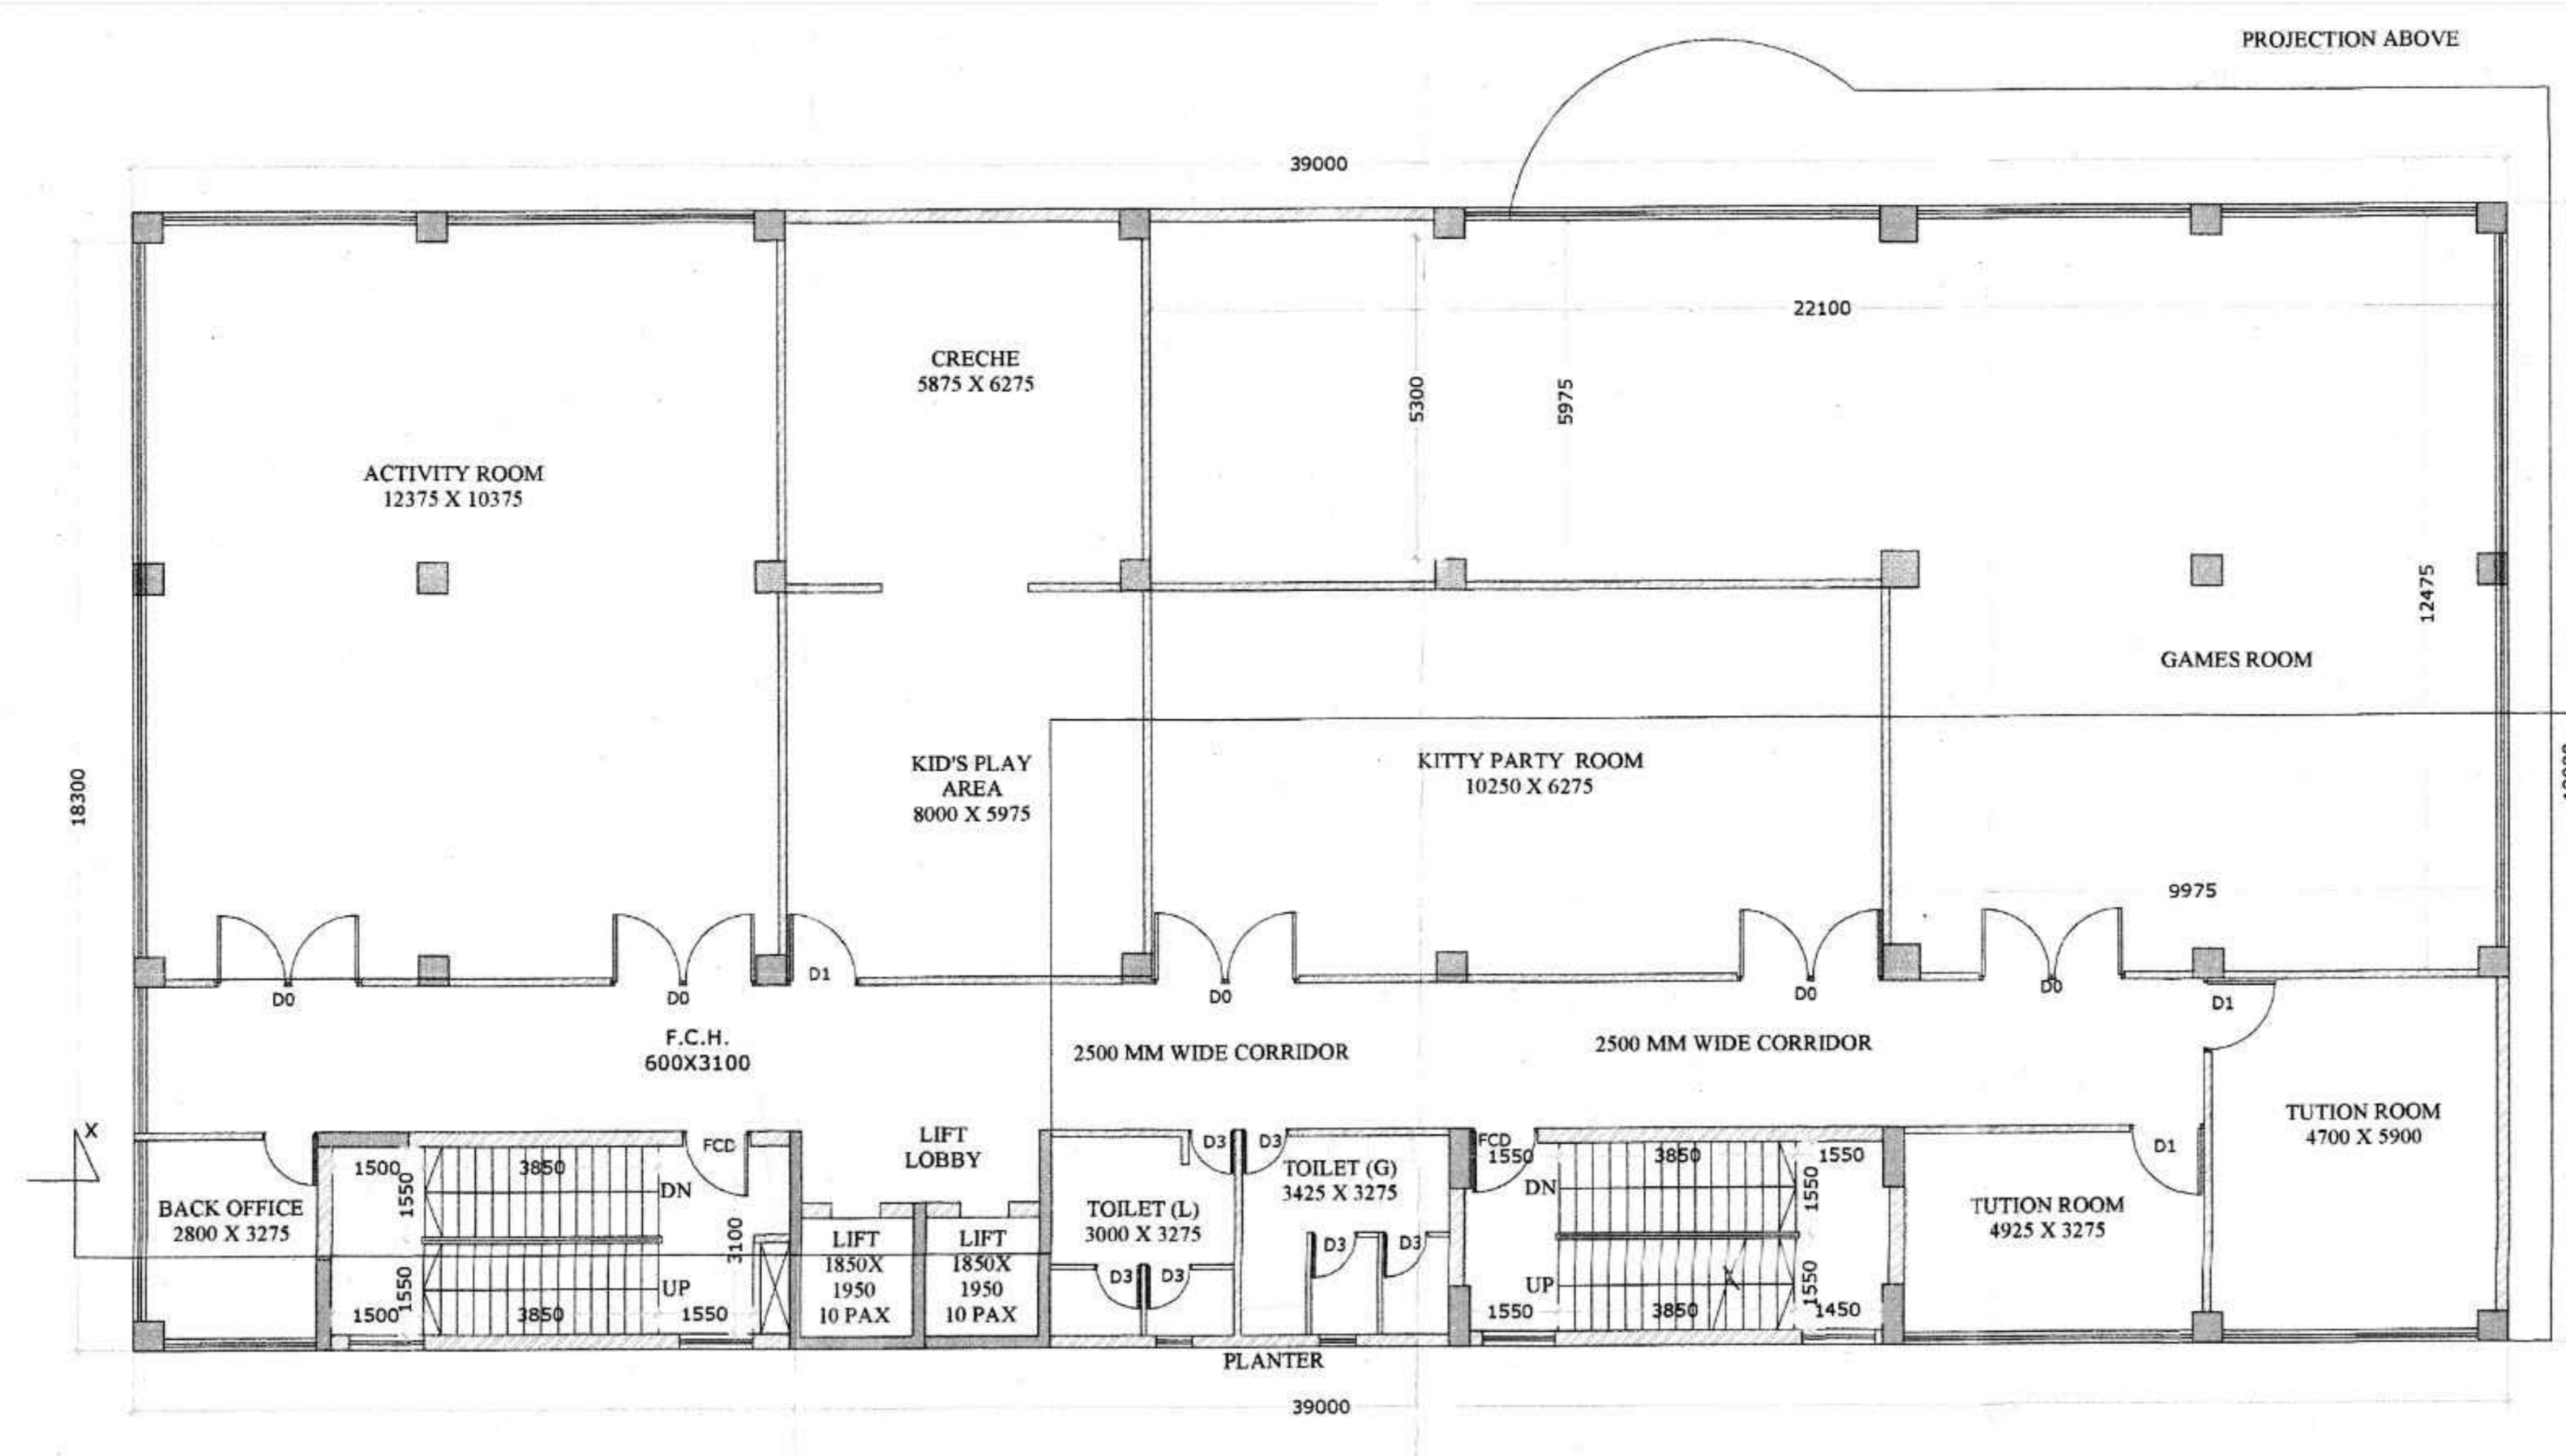 PROJECTION ABOVE
39000
22100
CRECHE
5875 X 6275
5300
5975
ACTIVITY ROOM
12375 X 10375
12475
GAMES ROOM
18300
KID'S PLAY
AREA
8000 X 5975
KITTY PARTY ROOM
10250 X 6275
9975
D0
D0
D1
D0
D0
D0
D1
F.C.H.
600X3100
2500 MM WIDE CORRIDOR
2500 MM WIDE CORRIDOR
TUTION ROOM
4700 X 5900
X
BACK OFFICE
2800 X 3275
1500
3850
1550
FCD
DN
3100
1550
1500
3850
UP
1550
LIFT
LOBBY
LIFT
1850X
1950
10 PAX
LIFT
1850X
1950
10 PAX
D3
D3
TOILET (L)
3000 X 3275
D3
D3
TOILET (G)
3425 X 3275
D3
D3
FCD
1550
3850
1550
DN
1550
UP
1550
1550
3850
1450
D1
TUTION ROOM
4925 X 3275
PLANTER
39000